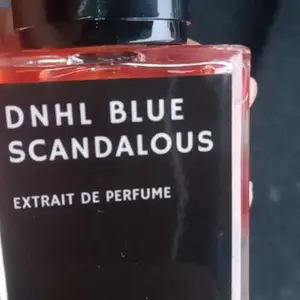 DNHL BLUE
SCANDALOUS
EXTRAIT DE PERFUME